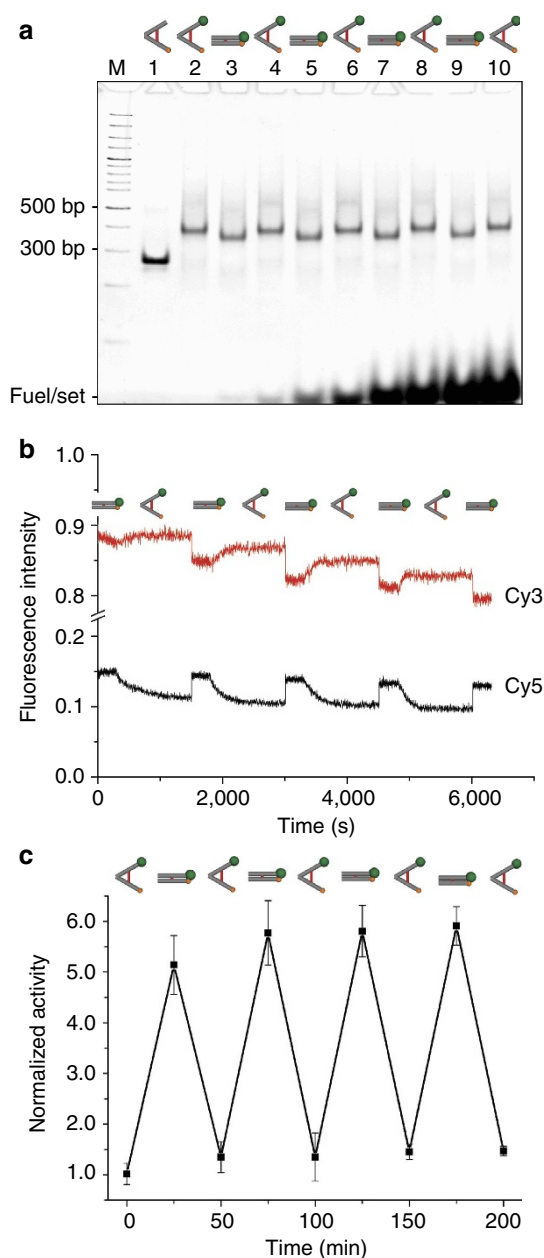 a
M 1 2 3 4 5 6 7 8 9 10
500 bp
300 bp
Fuel/set
b
1.0
0.9
0.8
0.2
0.1
0.0
Fluorescence intensity
Cy3
Cy5
0 2,000 4,000 6,000
Time (s)
c
6.0
5.0
4.0
3.0
2.0
1.0
Normalized activity
0 50 100 150 200
Time (min)